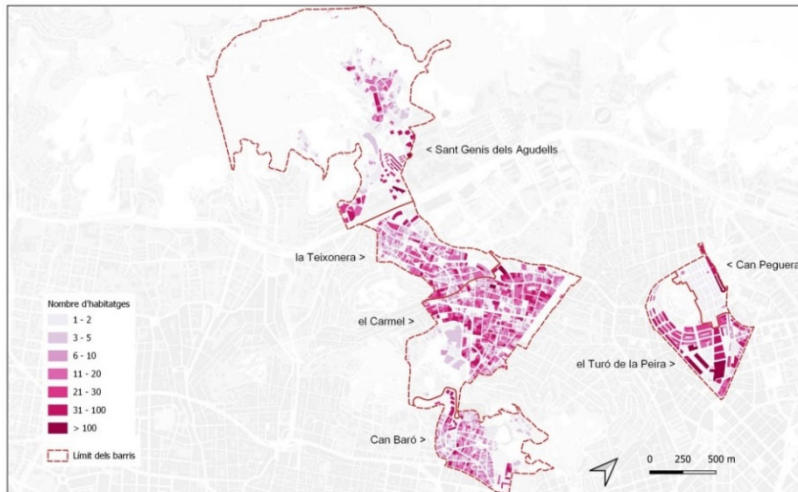 < Sant Genís dels Agudells
la Teixonera >
< Can Peguera
el Carmel >
el Turó de la Peira >
Can Baró >
Nombre d'habitatges
1 - 2
3 - 5
6 - 10
11 - 20
21 - 30
31 - 100
> 100
Límit dels barris
0 250 500 m